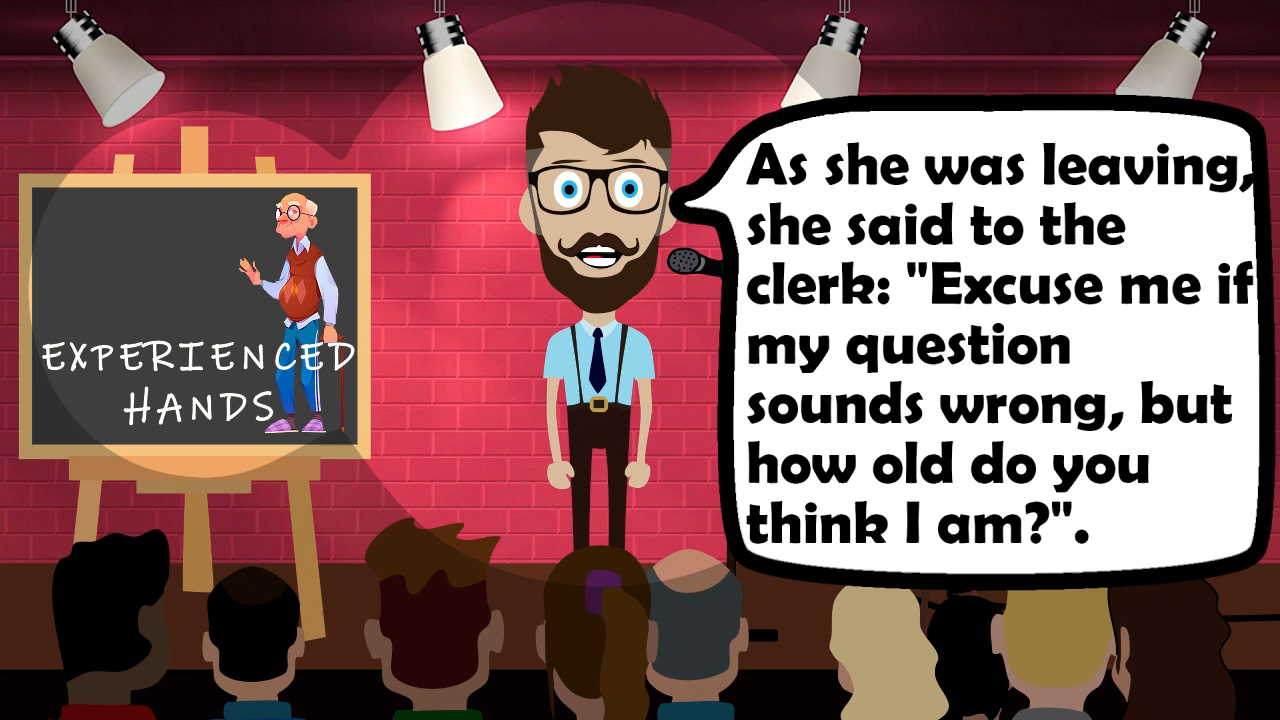 EXPERIENCED
HANDS
As she was leaving,
she said to the
clerk: "Excuse me if
my question
sounds wrong, but
how old do you
think I am?".